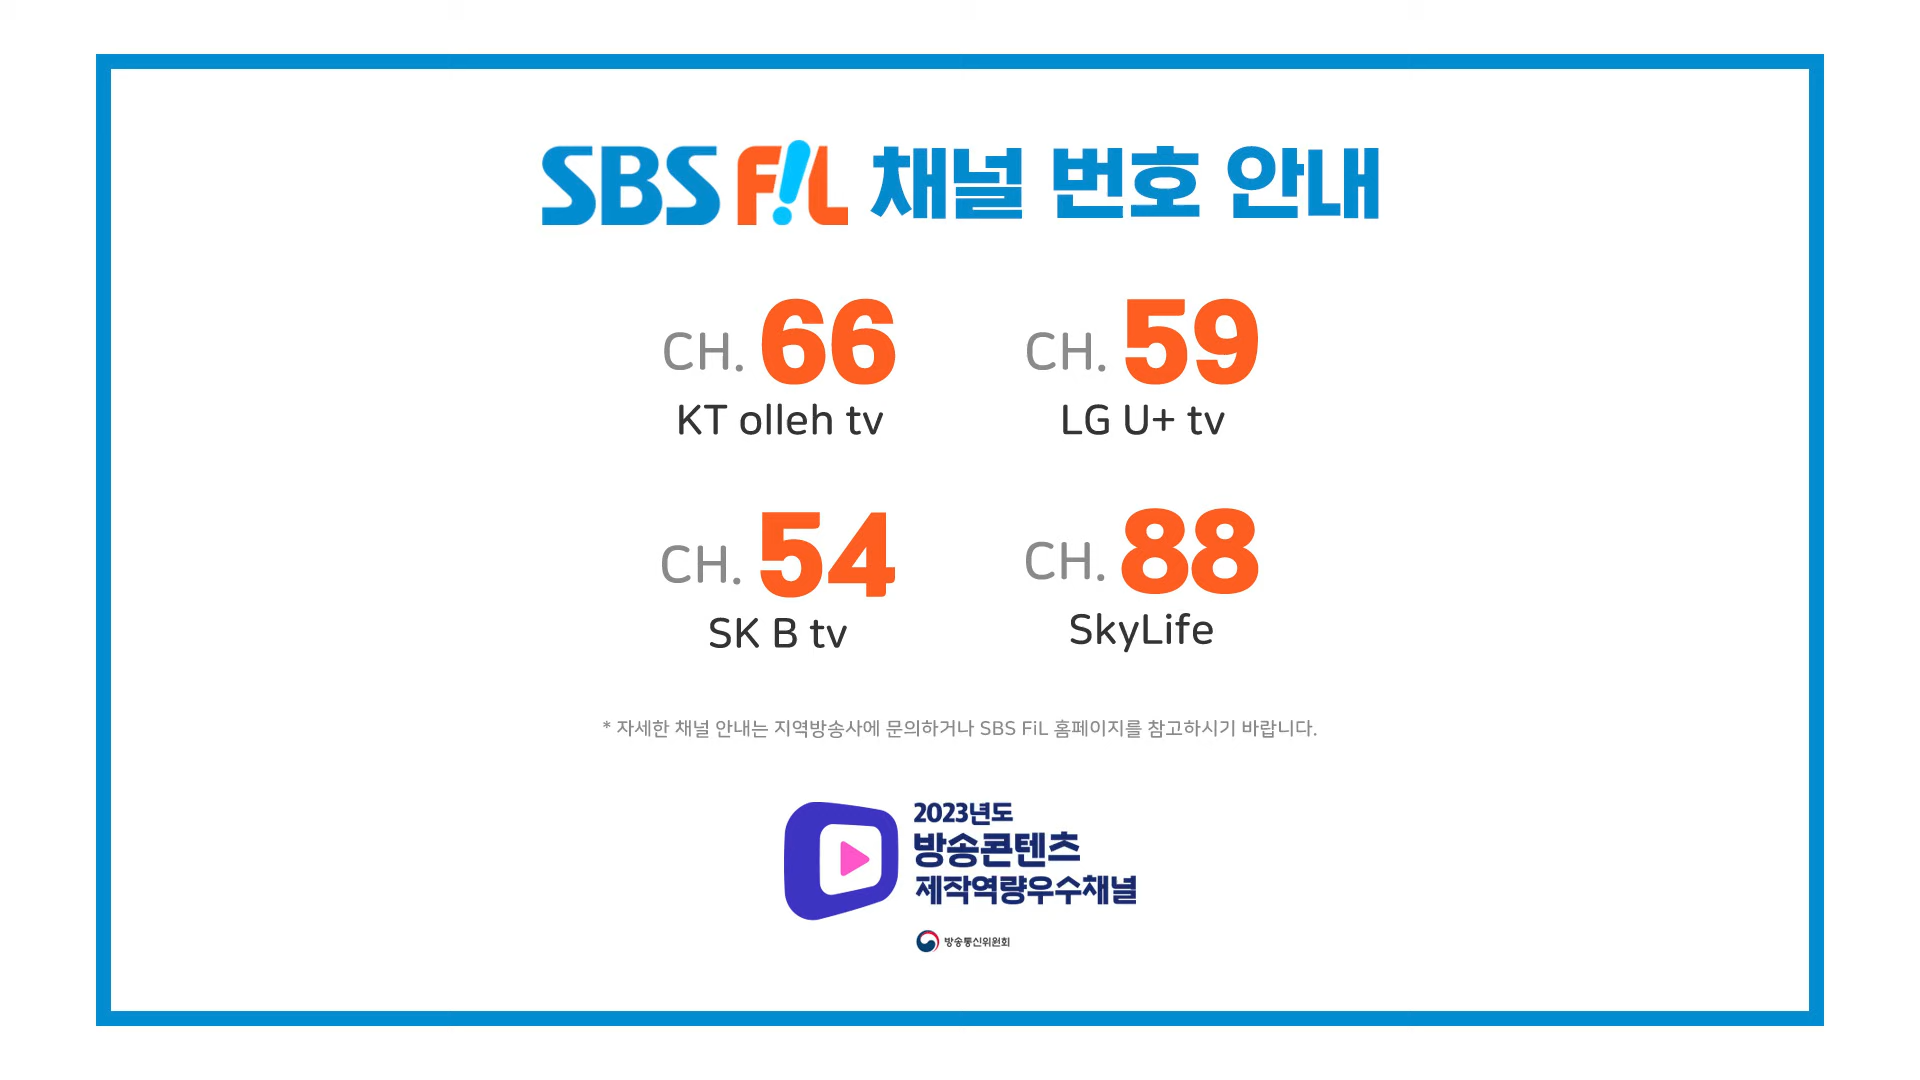 SBS F!L 채널 번호 안내
CH. 66
KT olleh tv
CH. 59
LG U+ tv
CH. 54
SK B tv
CH. 88
SkyLife
* 자세한 채널 안내는 지역방송사에 문의하거나 SBS FiL 홈페이지를 참고하시기 바랍니다.
2023년도
방송콘텐츠
제작역량우수채널
방송통신위원회